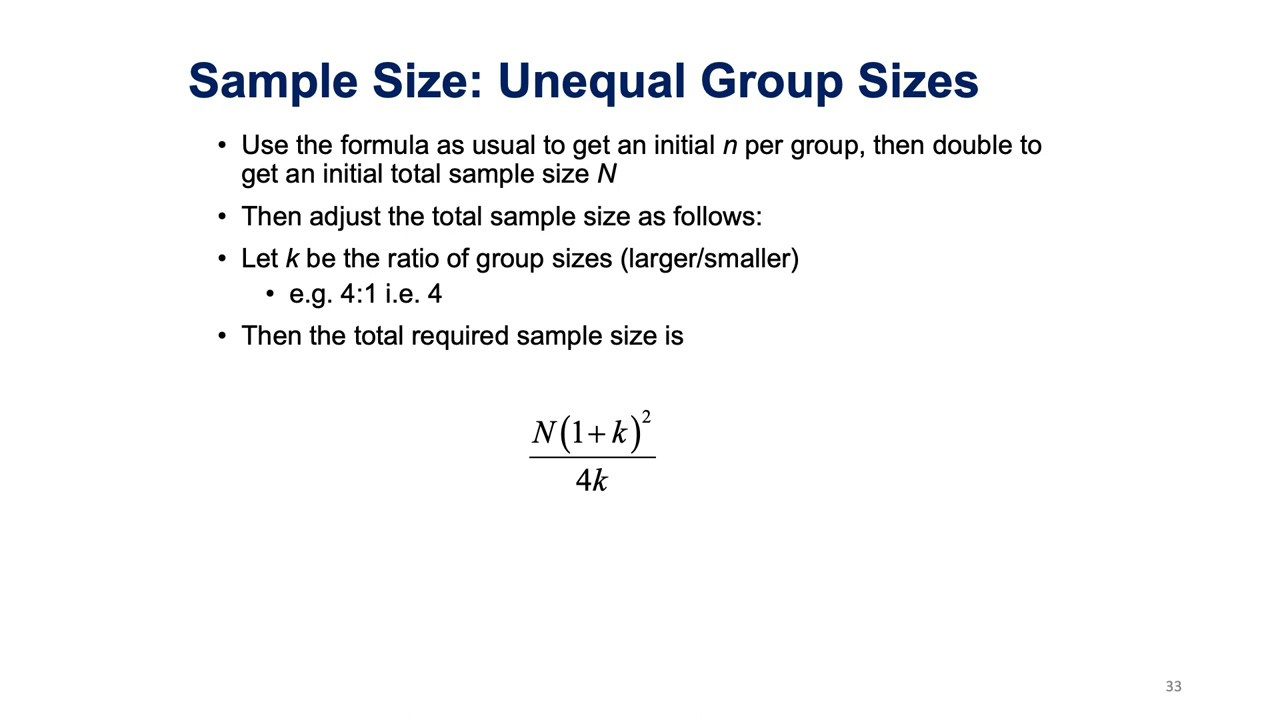 Sample Size: Unequal Group Sizes
• Use the formula as usual to get an initial n per group, then double to
get an initial total sample size N
• Then adjust the total sample size as follows:
• Let k be the ratio of group sizes (larger/smaller)
• e.g. 4:1 i.e. 4
• Then the total required sample size is
N(1+k)²
4k
33